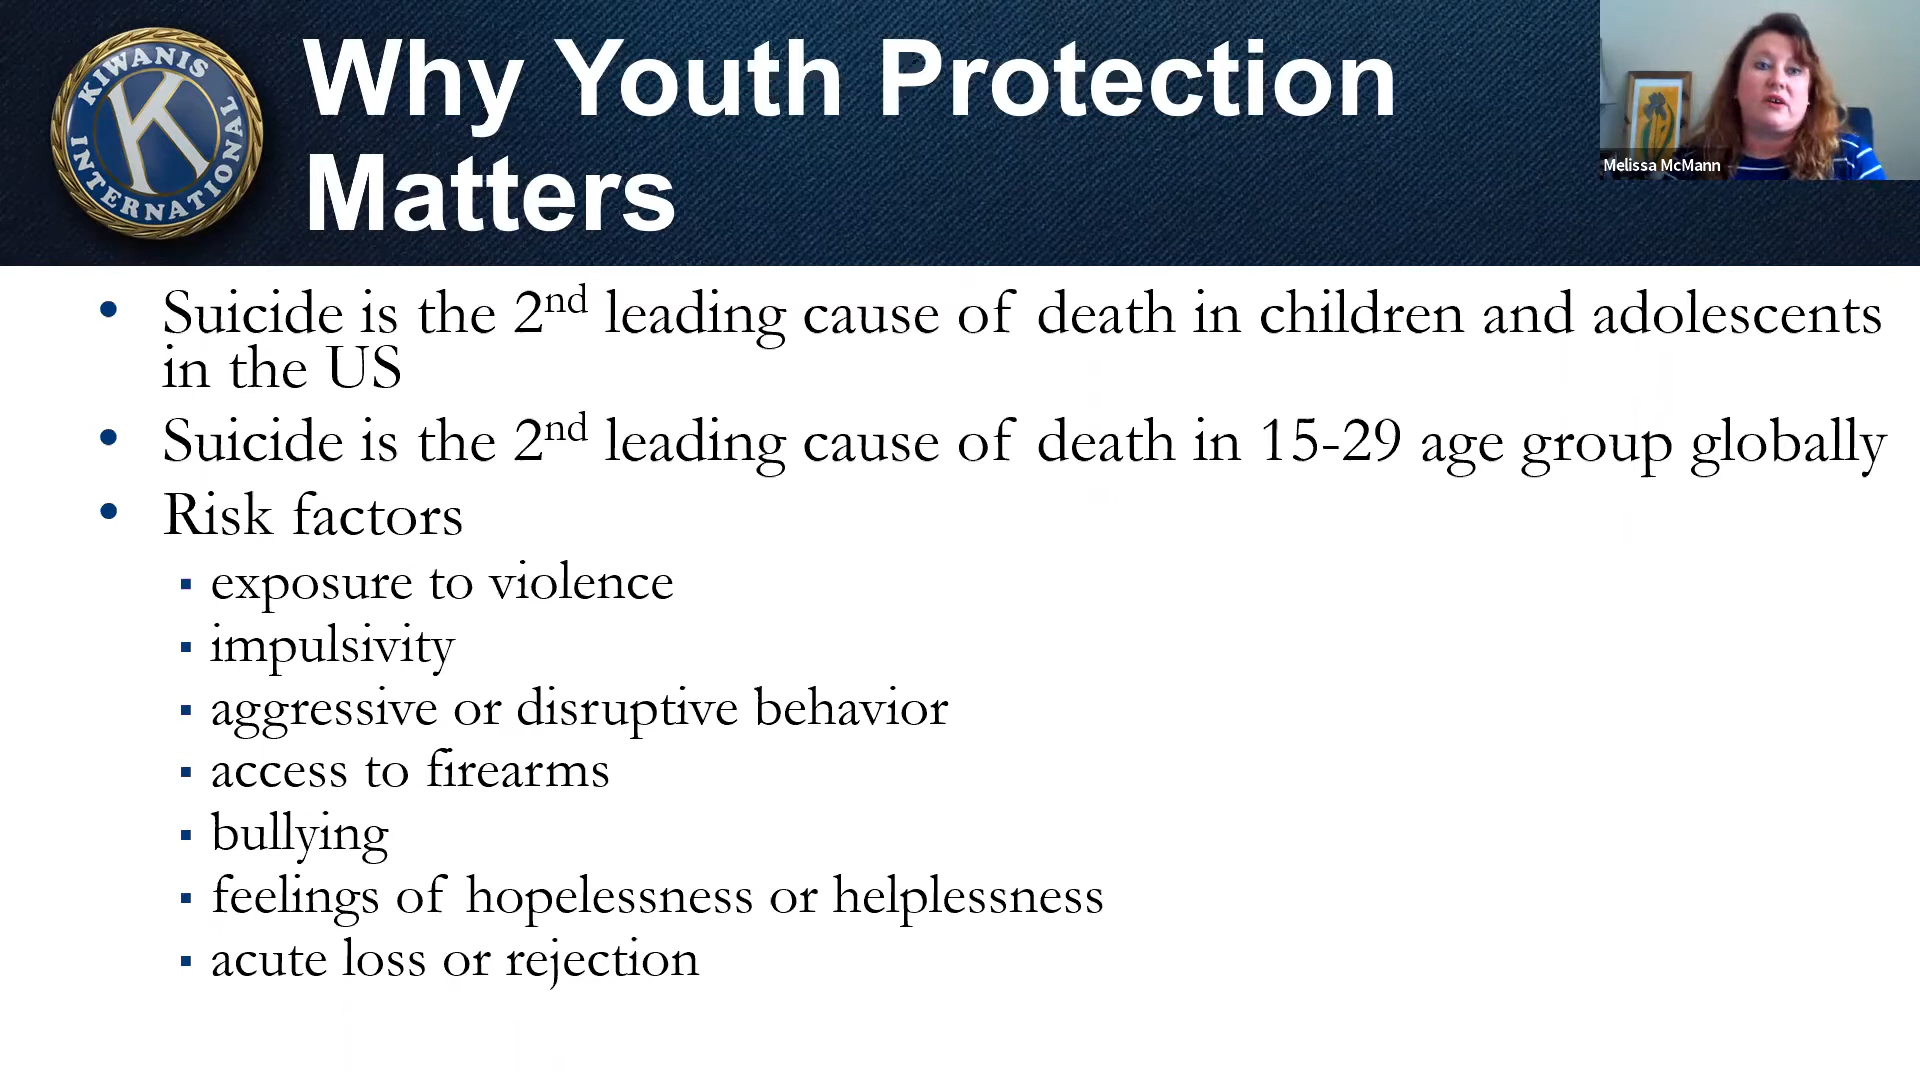 KIWANIS
K
INTERNATIONAL
Why Youth Protection
Matters
Melissa McMann
• Suicide is the 2nd leading cause of death in children and adolescents
in the US
• Suicide is the 2nd leading cause of death in 15-29 age group globally
• Risk factors
▪ exposure to violence
▪ impulsivity
▪ aggressive or disruptive behavior
▪ access to firearms
▪ bullying
▪ feelings of hopelessness or helplessness
▪ acute loss or rejection